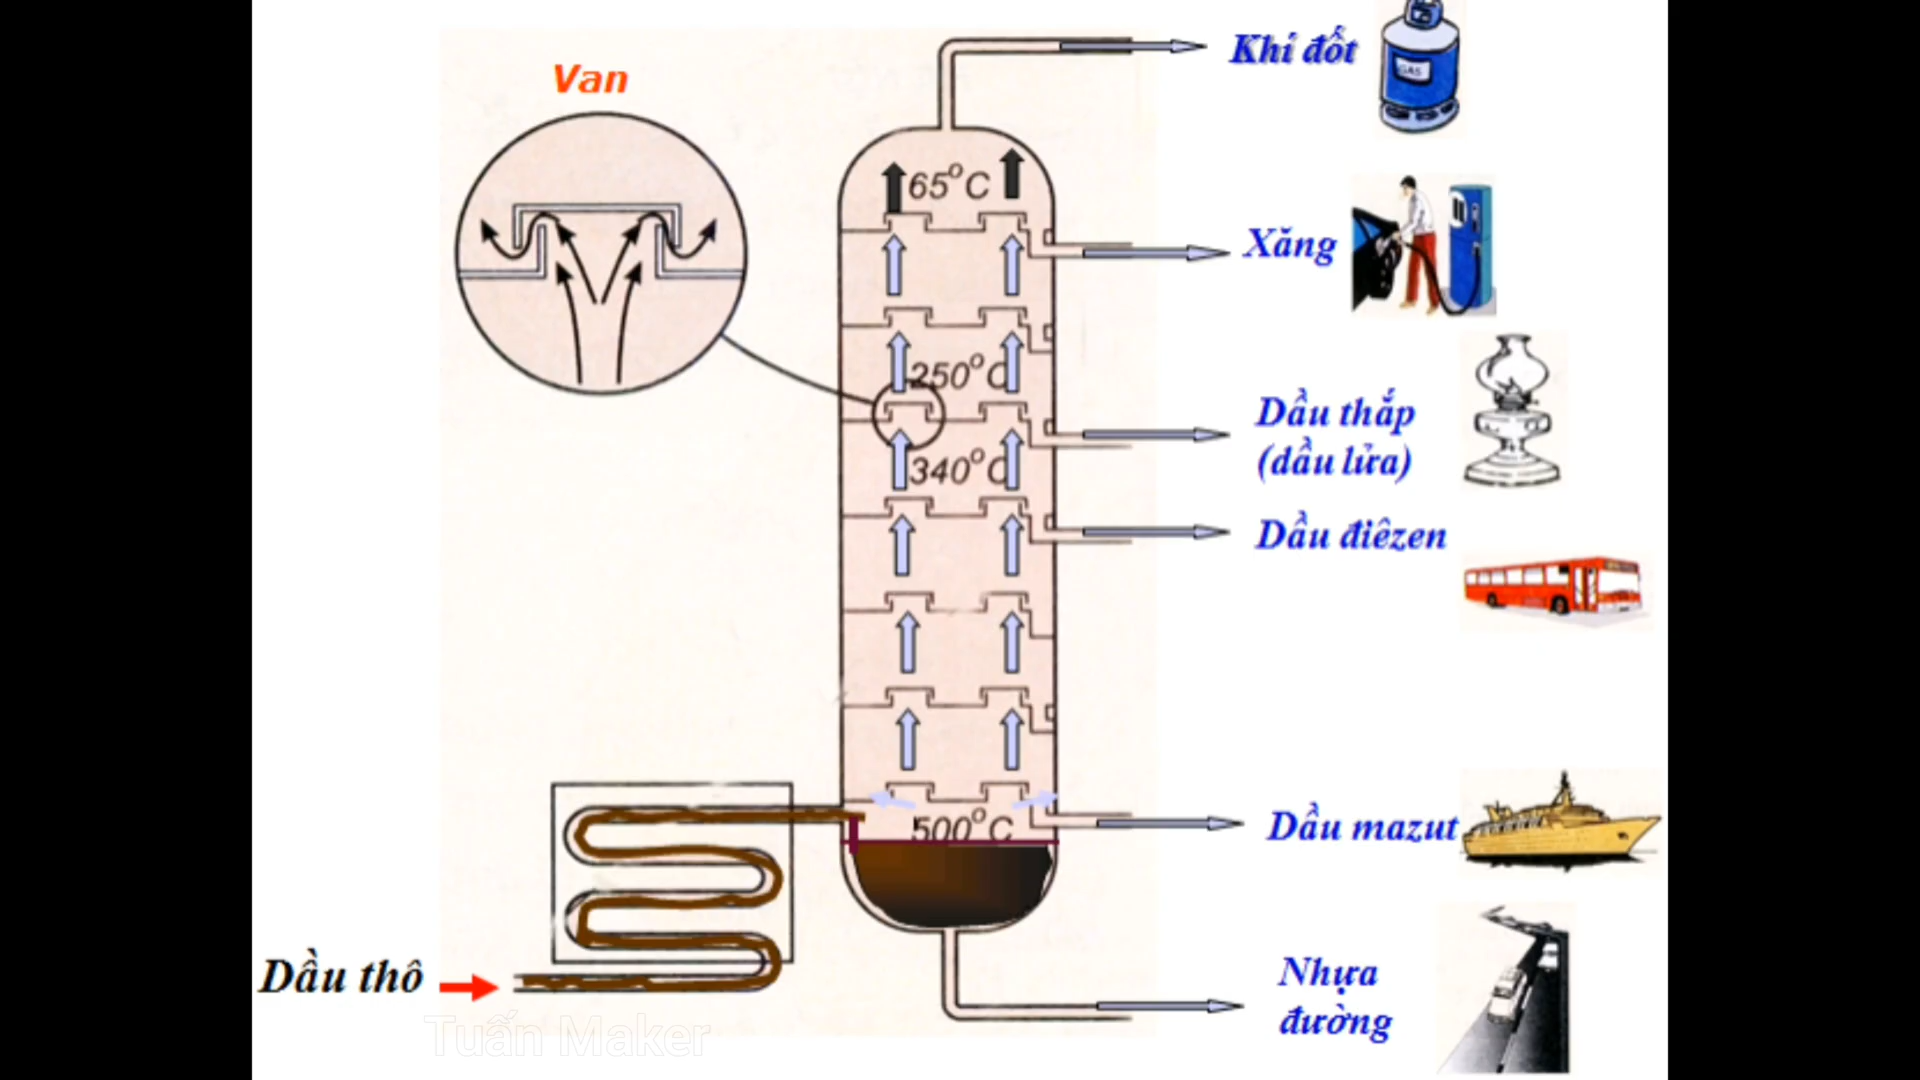 Van
Khí đốt
GAS
65°C
Xăng
250°C
Dầu thắp
(dầu lửa)
340°C
Dầu điêzen
500°C
Dầu mazut
Dầu thô
Nhựa
đường
Tuấn Maker